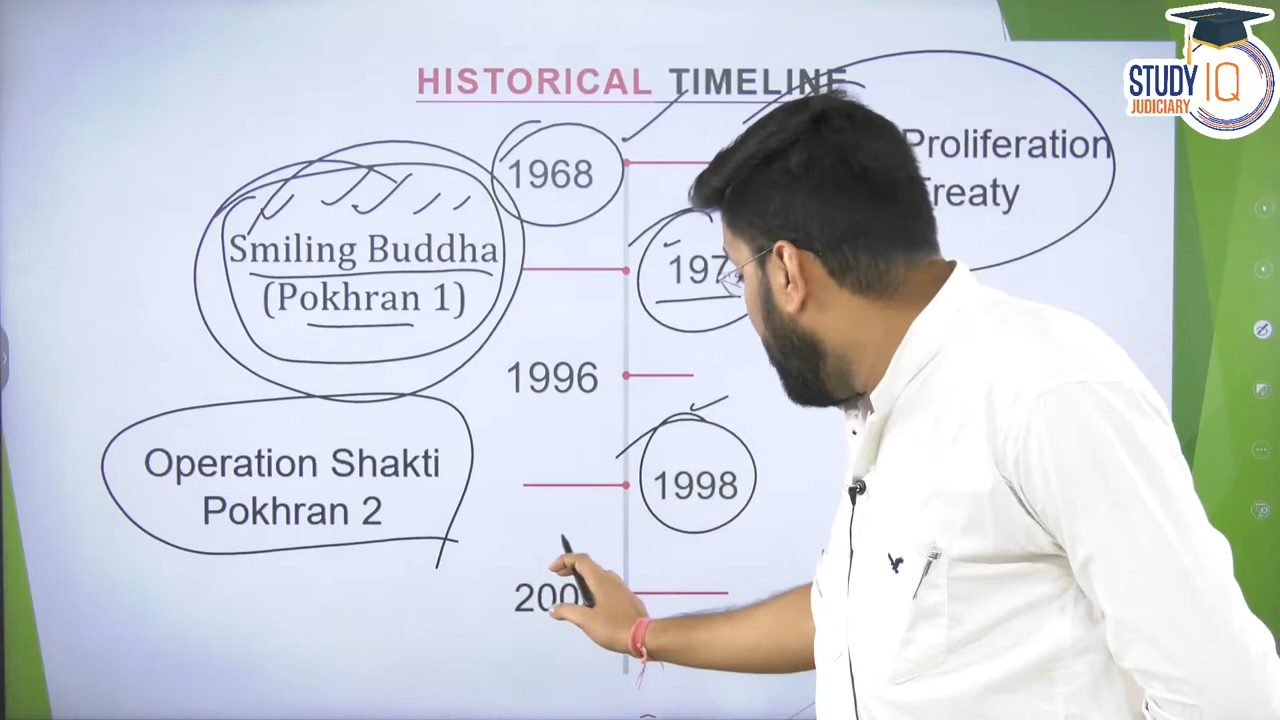 HISTORICAL TIMELINE
STUDY IQ
JUDICIARY
1968
Proliferation
Treaty
Smiling Buddha
(Pokhran 1)
1996
Operation Shakti
Pokhran 2
1998